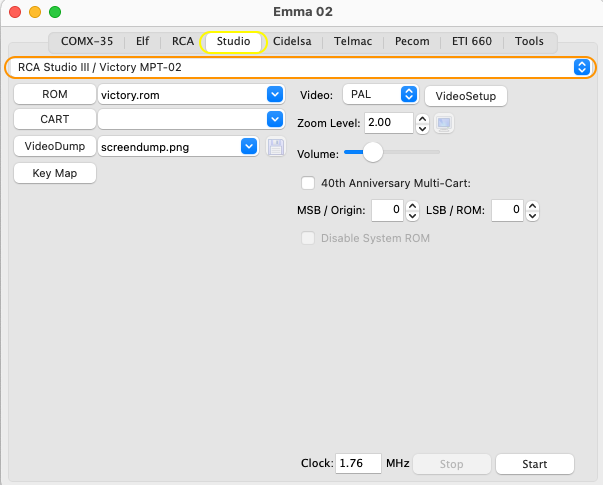 Emma 02
COMX-35 Elf RCA Studio Cidelsa Telmac Pecom ETI 660 Tools
RCA Studio III / Victory MPT-02
ROM victory.rom Video: PAL VideoSetup
CART Zoom Level: 2.00
VideoDump screendump.png Volume:
Key Map 40th Anniversary Multi-Cart:
MSB / Origin: 0 LSB / ROM: 0
Disable System ROM
Clock: 1.76 MHz Stop Start